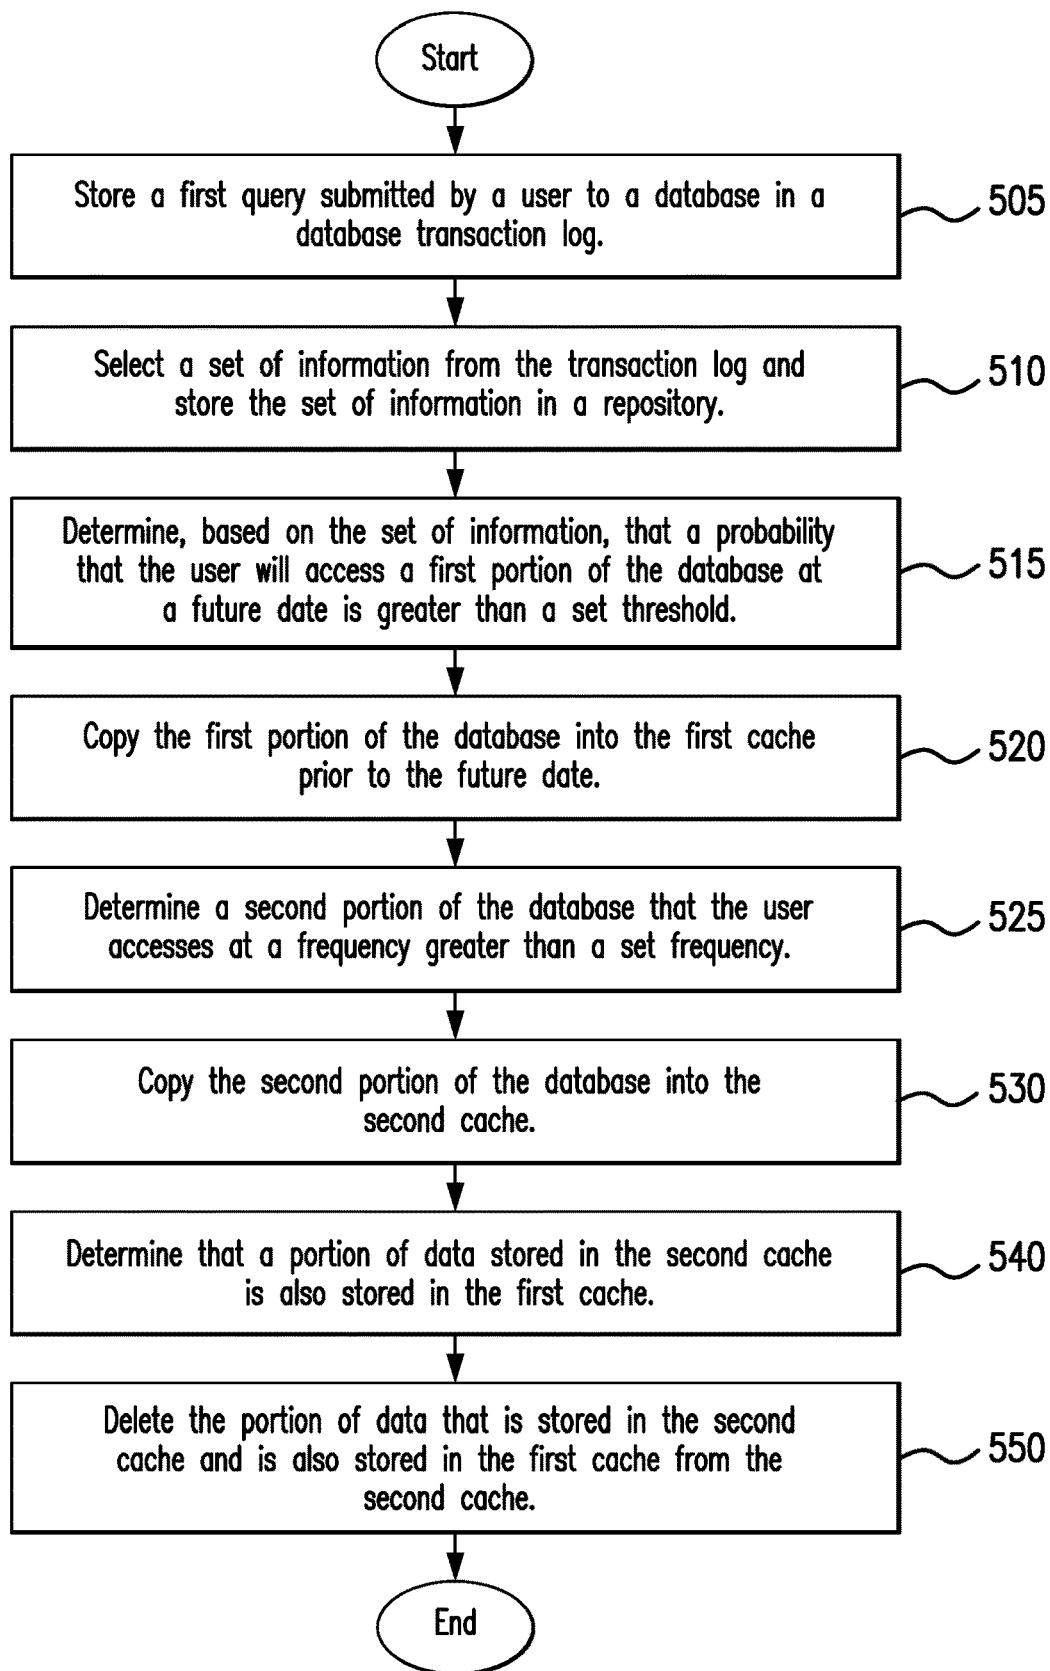 Start
Store a first query submitted by a user to a database in a
database transaction log.
505
Select a set of information from the transaction log and
store the set of information in a repository.
510
Determine, based on the set of information, that a probability
that the user will access a first portion of the database at
a future date is greater than a set threshold.
515
Copy the first portion of the database into the first cache
prior to the future date.
520
Determine a second portion of the database that the user
accesses at a frequency greater than a set frequency.
525
Copy the second portion of the database into the
second cache.
530
Determine that a portion of data stored in the second cache
is also stored in the first cache.
540
Delete the portion of data that is stored in the second
cache and is also stored in the first cache from the
second cache.
550
End